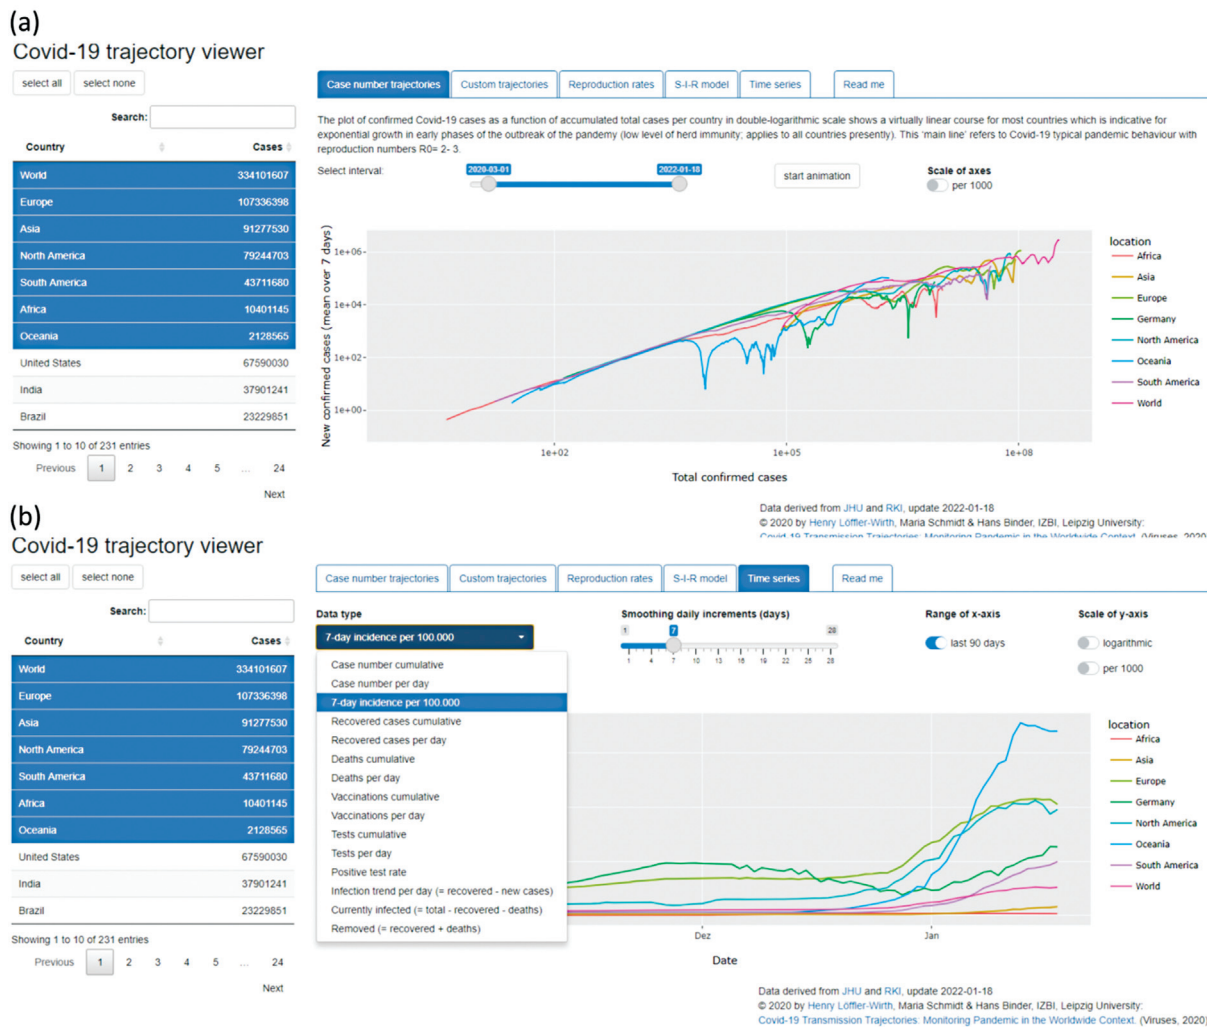 (a)
Covid-19 trajectory viewer
select all select none
Search:
Country Cases
World 334101607
Europe 107336398
Asia 91277530
North America 79244703
South America 43711680
Africa 10401145
Oceania 2128565
United States 67590030
India 37901241
Brazil 23229851
Showing 1 to 10 of 231 entries
Previous 1 2 3 4 5 ... 24
Next
Case number trajectories Custom trajectories Reproduction rates S-I-R model Time series Read me
The plot of confirmed Covid-19 cases as a function of accumulated total cases per country in double-logarithmic scale shows a virtually linear course for most countries which is indicative for
exponential growth in early phases of the outbreak of the pandemy (low level of herd immunity; applies to all countries presently). This 'main line' refers to Covid-19 typical pandemic behaviour with
reproduction numbers R0= 2- 3.
Select interval: 2020-03-01 2022-01-18 start animation Scale of axes
per 1000
New confirmed cases (mean over 7 days)
1e+06
1e+04
1e+02
1e+00
1e+02 1e+05 1e+08
Total confirmed cases
location
Africa
Asia
Europe
Germany
North America
Oceania
South America
World
Data derived from JHU and RKI, update 2022-01-18
© 2020 by Henry Löffler-Wirth, Maria Schmidt & Hans Binder, IZBI, Leipzig University:
Covid-19 Transmission Trajectories: Monitoring Pandemic in the Worldwide Context. (Viruses, 2020)
(b)
Covid-19 trajectory viewer
select all select none
Search:
Country Cases
World 334101607
Europe 107336398
Asia 91277530
North America 79244703
South America 43711680
Africa 10401145
Oceania 2128565
United States 67590030
India 37901241
Brazil 23229851
Showing 1 to 10 of 231 entries
Previous 1 2 3 4 5 ... 24
Next
Case number trajectories Custom trajectories Reproduction rates S-I-R model Time series Read me
Data type
7-day incidence per 100.000
Case number cumulative
Case number per day
7-day incidence per 100.000
Recovered cases cumulative
Recovered cases per day
Deaths cumulative
Deaths per day
Vaccinations cumulative
Vaccinations per day
Tests cumulative
Tests per day
Positive test rate
Infection trend per day (= recovered - new cases)
Currently infected (= total - recovered - deaths)
Removed (= recovered + deaths)
Smoothing daily increments (days)
1 7 28
1 4 7 10 13 16 19 22 25 28
Range of x-axis
last 90 days
Scale of y-axis
logarithmic
per 1000
location
Africa
Asia
Europe
Germany
North America
Oceania
South America
World
Dez Jan
Date
Data derived from JHU and RKI, update 2022-01-18
© 2020 by Henry Löffler-Wirth, Maria Schmidt & Hans Binder, IZBI, Leipzig University:
Covid-19 Transmission Trajectories: Monitoring Pandemic in the Worldwide Context. (Viruses, 2020)